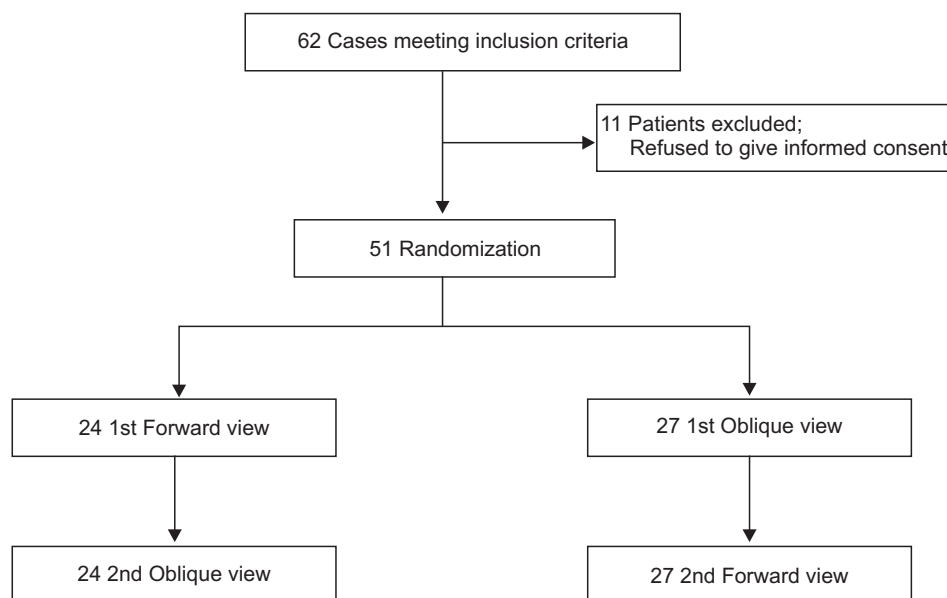 62 Cases meeting inclusion criteria
11 Patients excluded;
Refused to give informed consent
51 Randomization
24 1st Forward view
27 1st Oblique view
24 2nd Oblique view
27 2nd Forward view